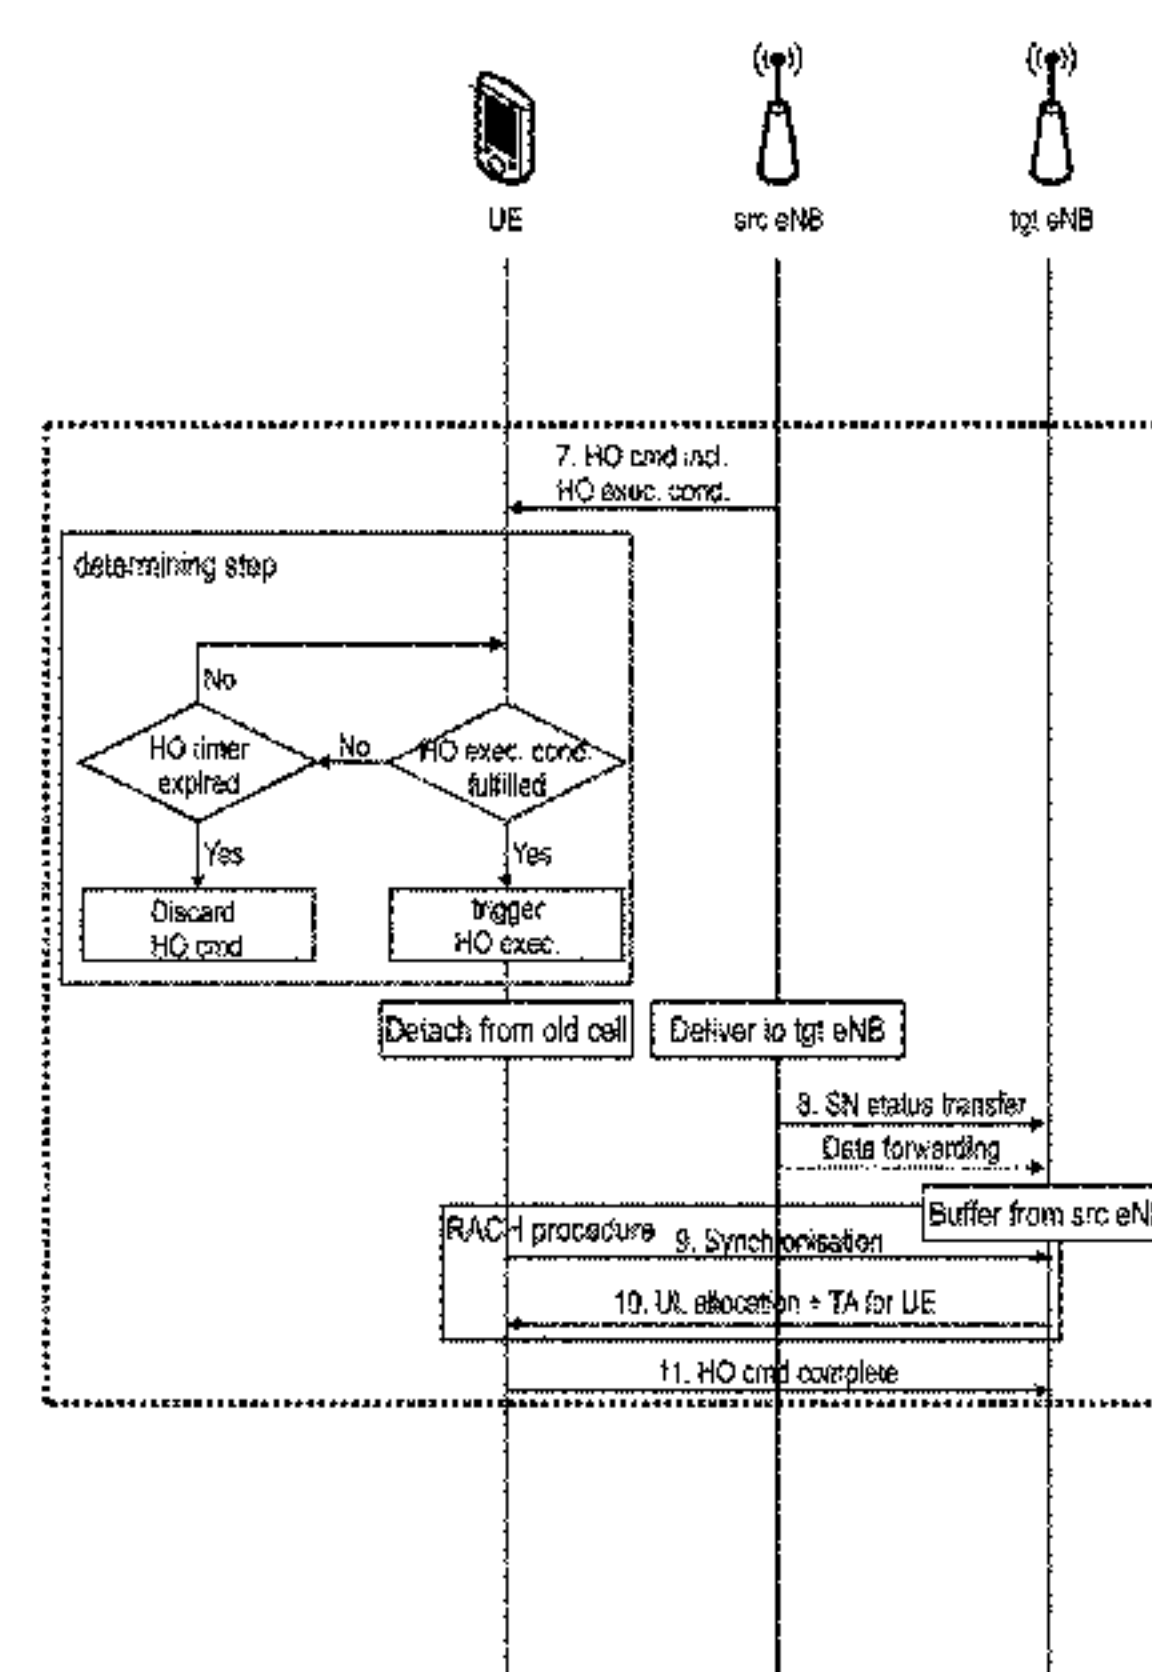 UE
src eNB
tgt eNB
7. HO cmd incl.
HO exec. cond.
determining step
No
HO timer
expired
No
HO exec. cond.
fulfilled
Yes
Yes
Discard
HO cmd
trigger
HO exec.
Detach from old cell
Deliver to tgt eNB
8. SN status transfer
Data forwarding
Buffer from src eN
RACH procedure
9. Synchronisation
10. UL allocation + TA for UE
11. HO cmd complete